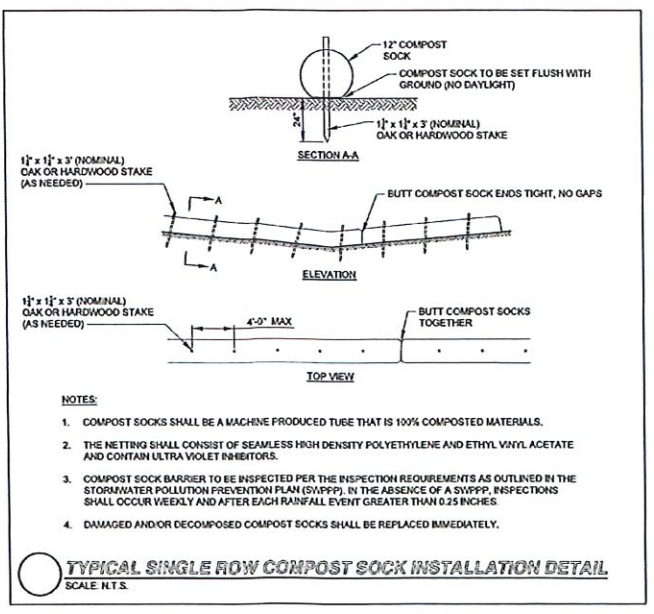 12" COMPOST
SOCK
COMPOST SOCK TO BE SET FLUSH WITH
GROUND (NO DAYLIGHT)
24"
1¼" x 1¼" x 3' (NOMINAL)
OAK OR HARDWOOD STAKE
SECTION A-A
1¼" x 1¼" x 3' (NOMINAL)
OAK OR HARDWOOD STAKE
(AS NEEDED)
A
BUTT COMPOST SOCK ENDS TIGHT, NO GAPS
A
ELEVATION
1¼" x 1¼" x 3' (NOMINAL)
OAK OR HARDWOOD STAKE
(AS NEEDED)
4'-0" MAX
BUTT COMPOST SOCKS
TOGETHER
TOP VIEW
NOTES:
1. COMPOST SOCKS SHALL BE A MACHINE PRODUCED TUBE THAT IS 100% COMPOSTED MATERIALS.
2. THE NETTING SHALL CONSIST OF SEAMLESS HIGH DENSITY POLYETHYLENE AND ETHYL VINYL ACETATE
AND CONTAIN ULTRA VIOLET INHIBITORS.
3. COMPOST SOCK BARRIER TO BE INSPECTED PER THE INSPECTION REQUIREMENTS AS OUTLINED IN THE
STORMWATER POLLUTION PREVENTION PLAN (SWPPP). IN THE ABSENCE OF A SWPPP, INSPECTIONS
SHALL OCCUR WEEKLY AND AFTER EACH RAINFALL EVENT GREATER THAN 0.25 INCHES.
4. DAMAGED AND/OR DECOMPOSED COMPOST SOCKS SHALL BE REPLACED IMMEDIATELY.
TYPICAL SINGLE ROW COMPOST SOCK INSTALLATION DETAIL
SCALE: N.T.S.